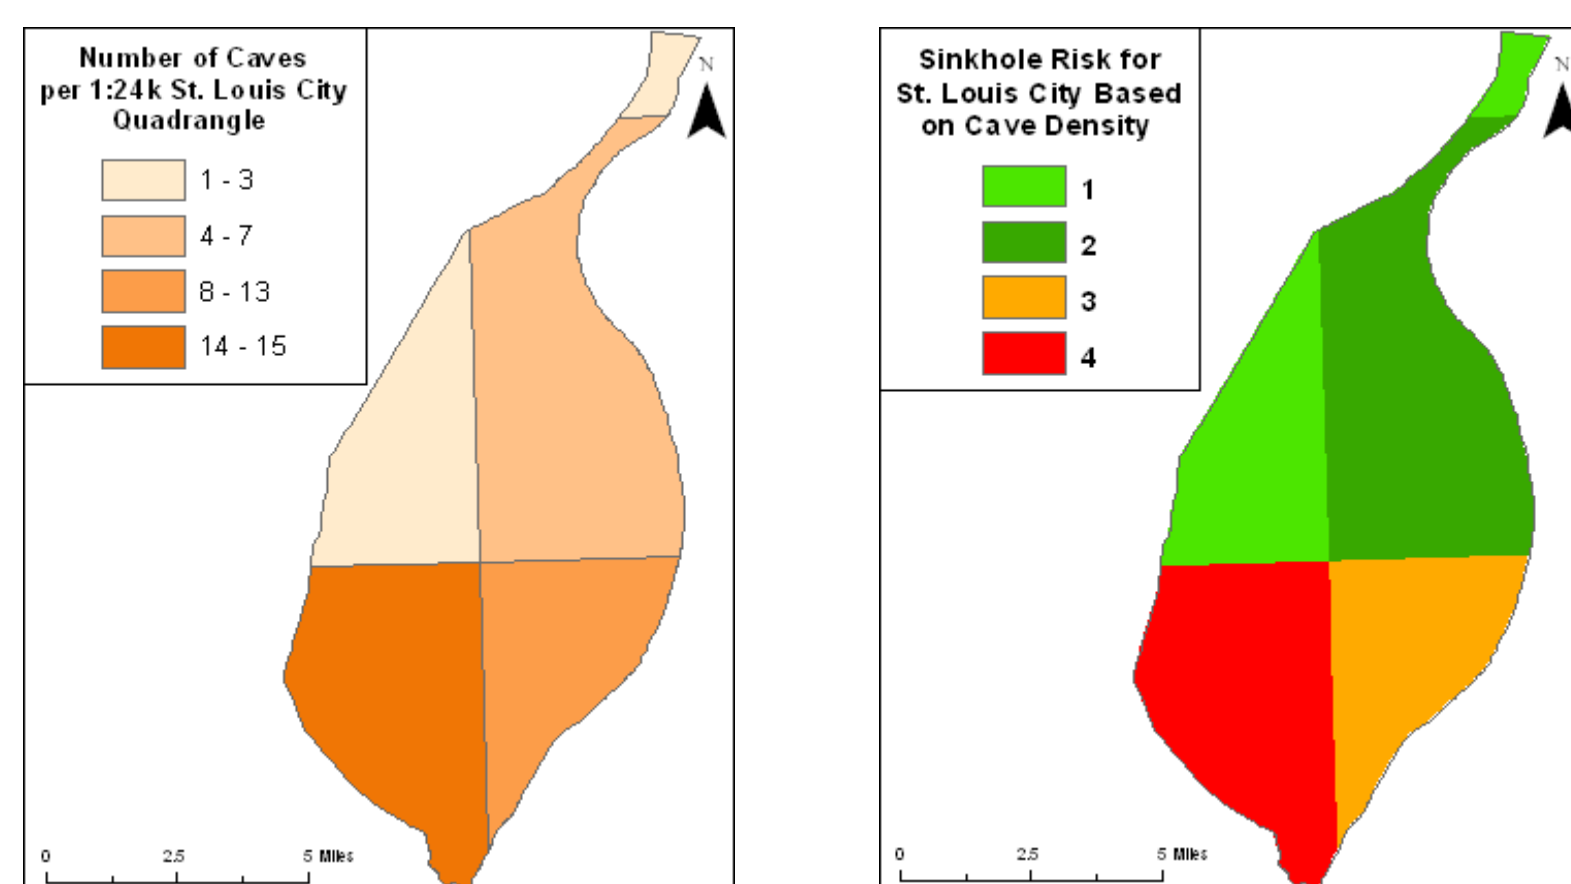 Number of Caves
per 1:24k St. Louis City
Quadrangle
1 - 3
4 - 7
8 - 13
14 - 15
N
0 2.5 5 Miles
Sinkhole Risk for
St. Louis City Based
on Cave Density
1
2
3
4
N
0 2.5 5 Miles